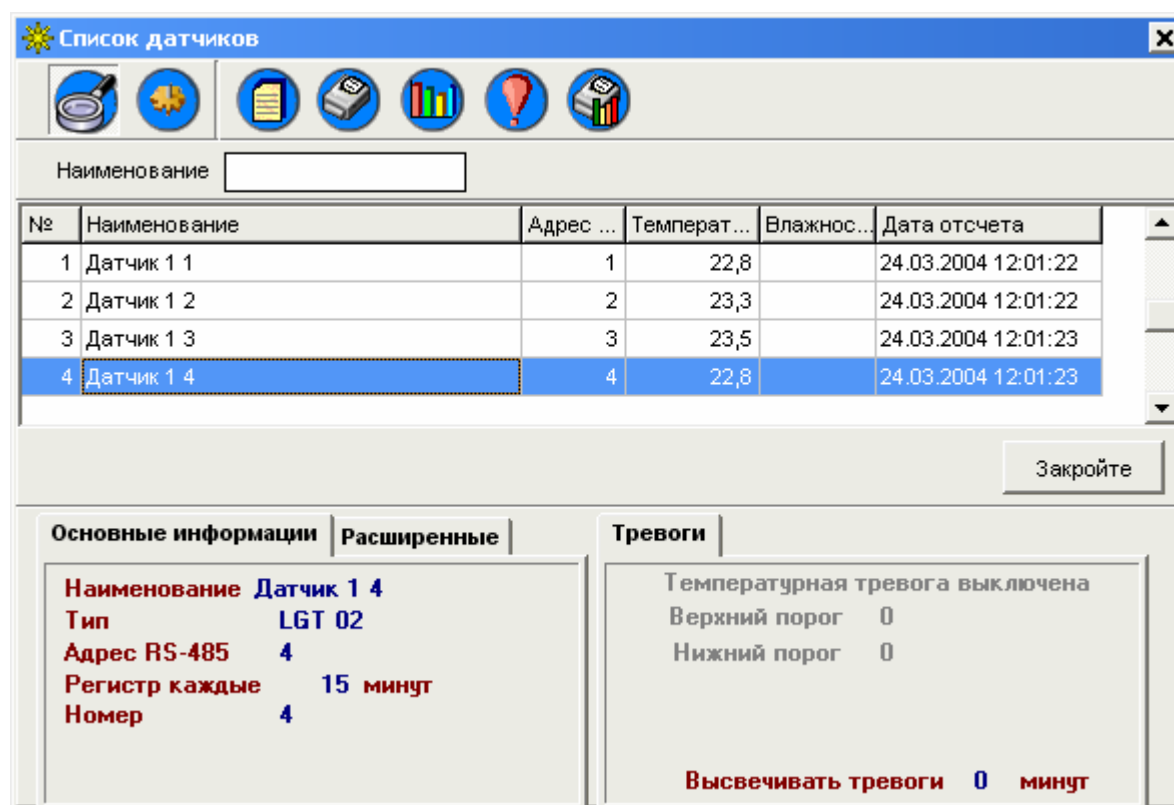 Список датчиков
Наименование
№ Наименование Адрес ... Температ... Влажнос... Дата отсчета
1 Датчик 1 1 1 22,8 24.03.2004 12:01:22
2 Датчик 1 2 2 23,3 24.03.2004 12:01:22
3 Датчик 1 3 3 23,5 24.03.2004 12:01:23
4 Датчик 1 4 4 22,8 24.03.2004 12:01:23
Закройте
Основные информации Расширенные
Наименование Датчик 1 4
Тип LGT 02
Адрес RS-485 4
Регистр каждые 15 минут
Номер 4
Тревоги
Температурная тревога выключена
Верхний порог 0
Нижний порог 0
Высвечивать тревоги 0 минут